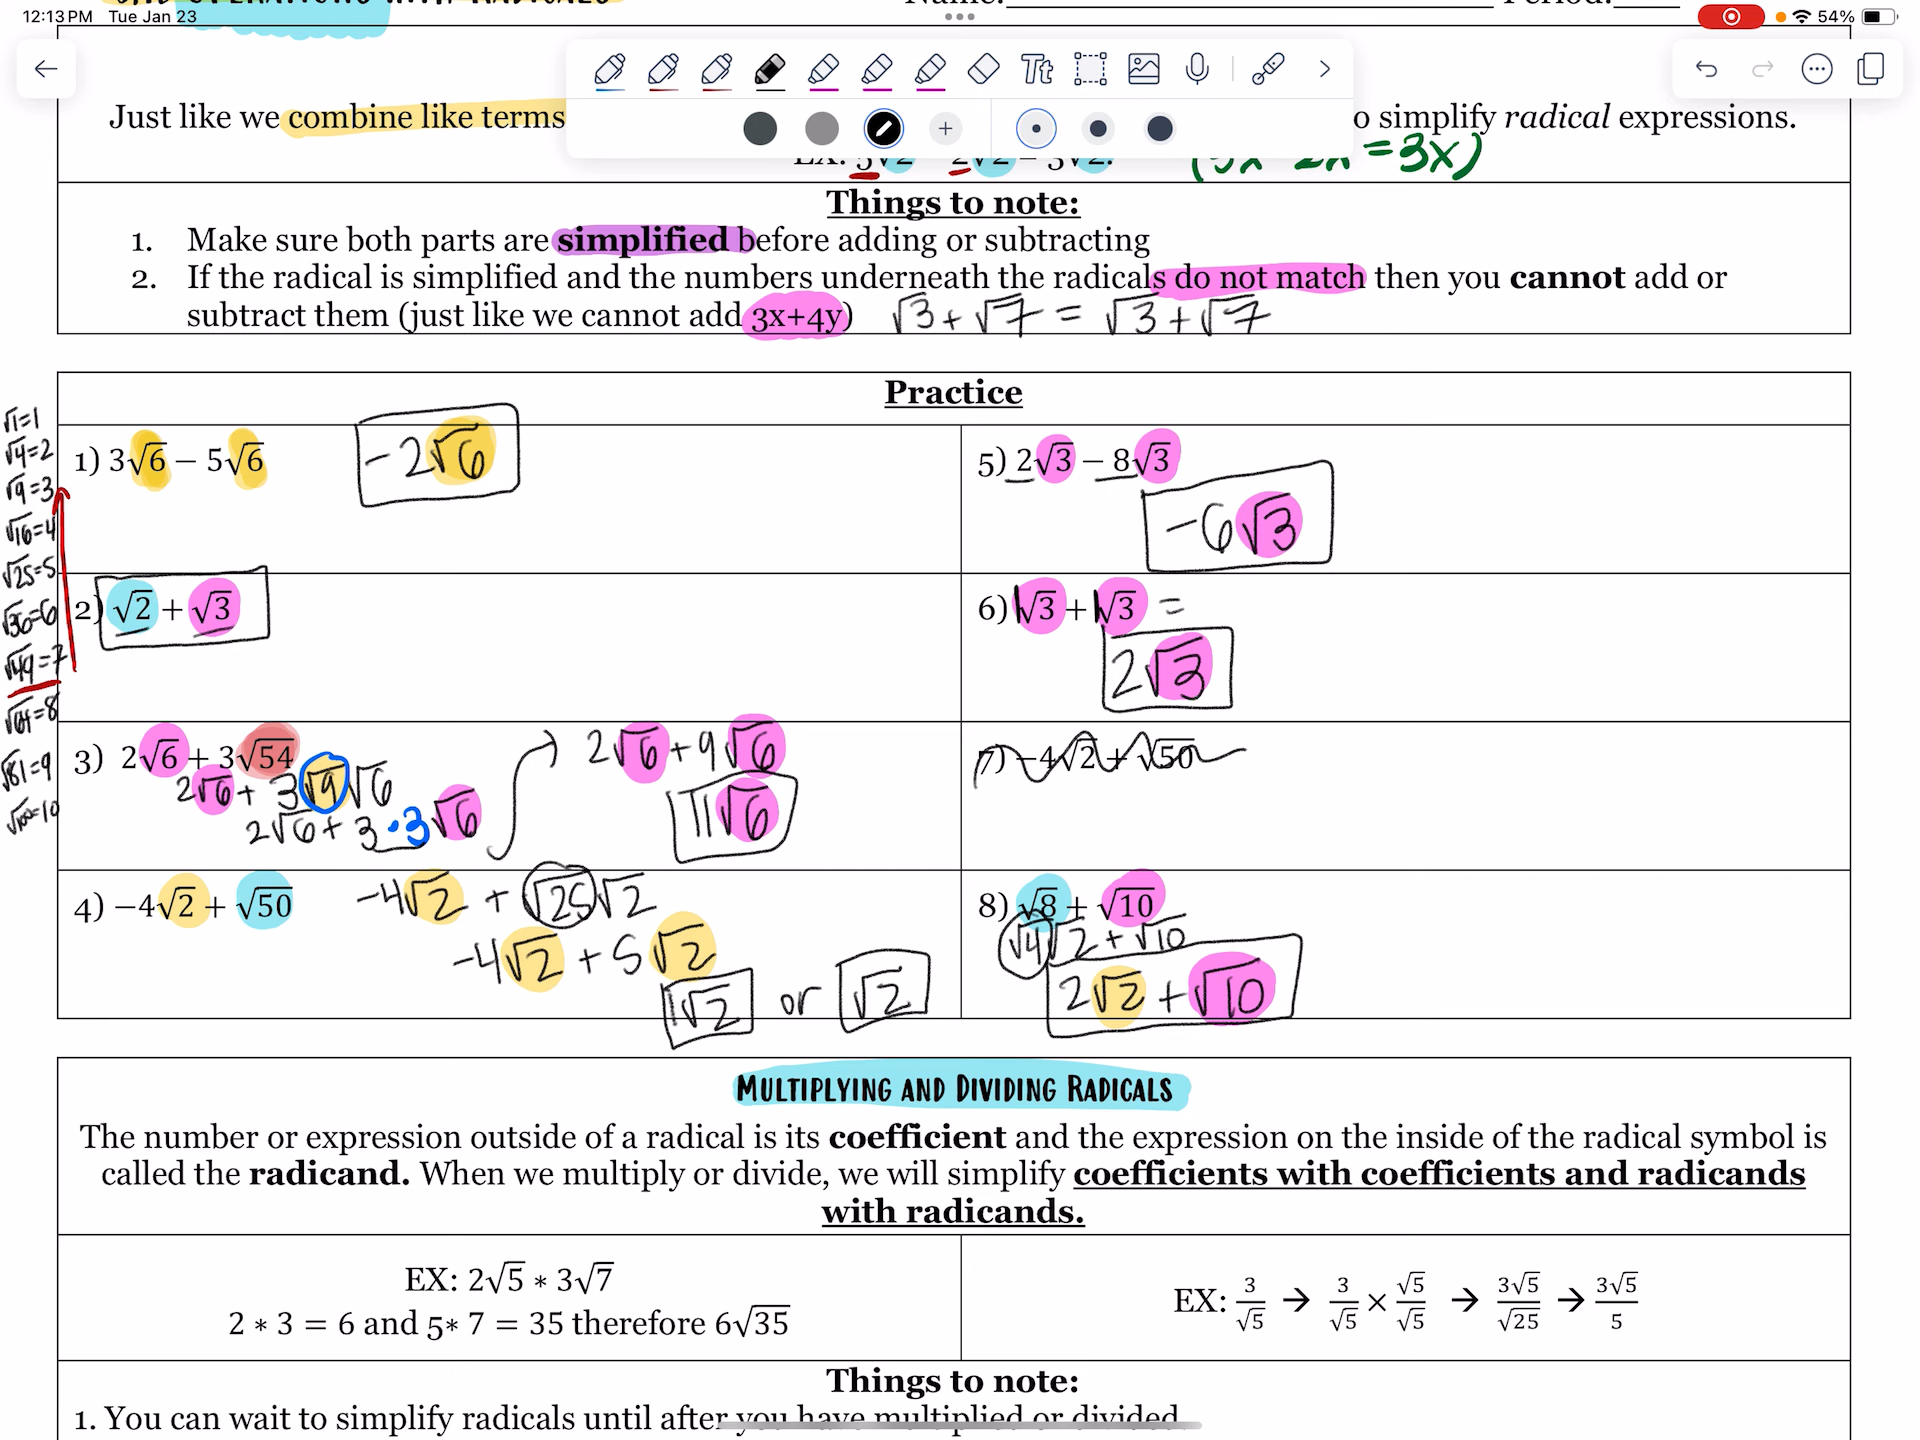 12:13 PM Tue Jan 23
54%
Tt
Just like we combine like terms
o simplify radical expressions.
= 3x)
Things to note:
1. Make sure both parts are simplified before adding or subtracting
2. If the radical is simplified and the numbers underneath the radicals do not match then you cannot add or
subtract them (just like we cannot add 3x+4y) √3 + √7 = √3 + √7
Practice
√1=1
√4=2
√9=3
√16=4
√25=5
√36=6
√49=7
√64=8
√81=9
√100=10
1) 3√6 − 5√6
-2√6
5) 2√3 − 8√3
-6√3
2) √2 + √3
6) 1√3 + 1√3 =
2√3
3) 2√6 + 3√54
2√6 + 3√9√6
2√6 + 3·3√6
2√6 + 9√6
11√6
7) −4√2 + √50
4) −4√2 + √50
-4√2 + √25√2
-4√2 + 5√2
1√2 or √2
8) √8 + √10
√4√2 + √10
2√2 + √10
MULTIPLYING AND DIVIDING RADICALS
The number or expression outside of a radical is its coefficient and the expression on the inside of the radical symbol is
called the radicand. When we multiply or divide, we will simplify coefficients with coefficients and radicands
with radicands.
EX: 2√5 * 3√7
2 * 3 = 6 and 5* 7 = 35 therefore 6√35
EX: 3/√5 → 3/√5 × √5/√5 → 3√5/√25 → 3√5/5
Things to note:
1. You can wait to simplify radicals until after you have multiplied or divided.